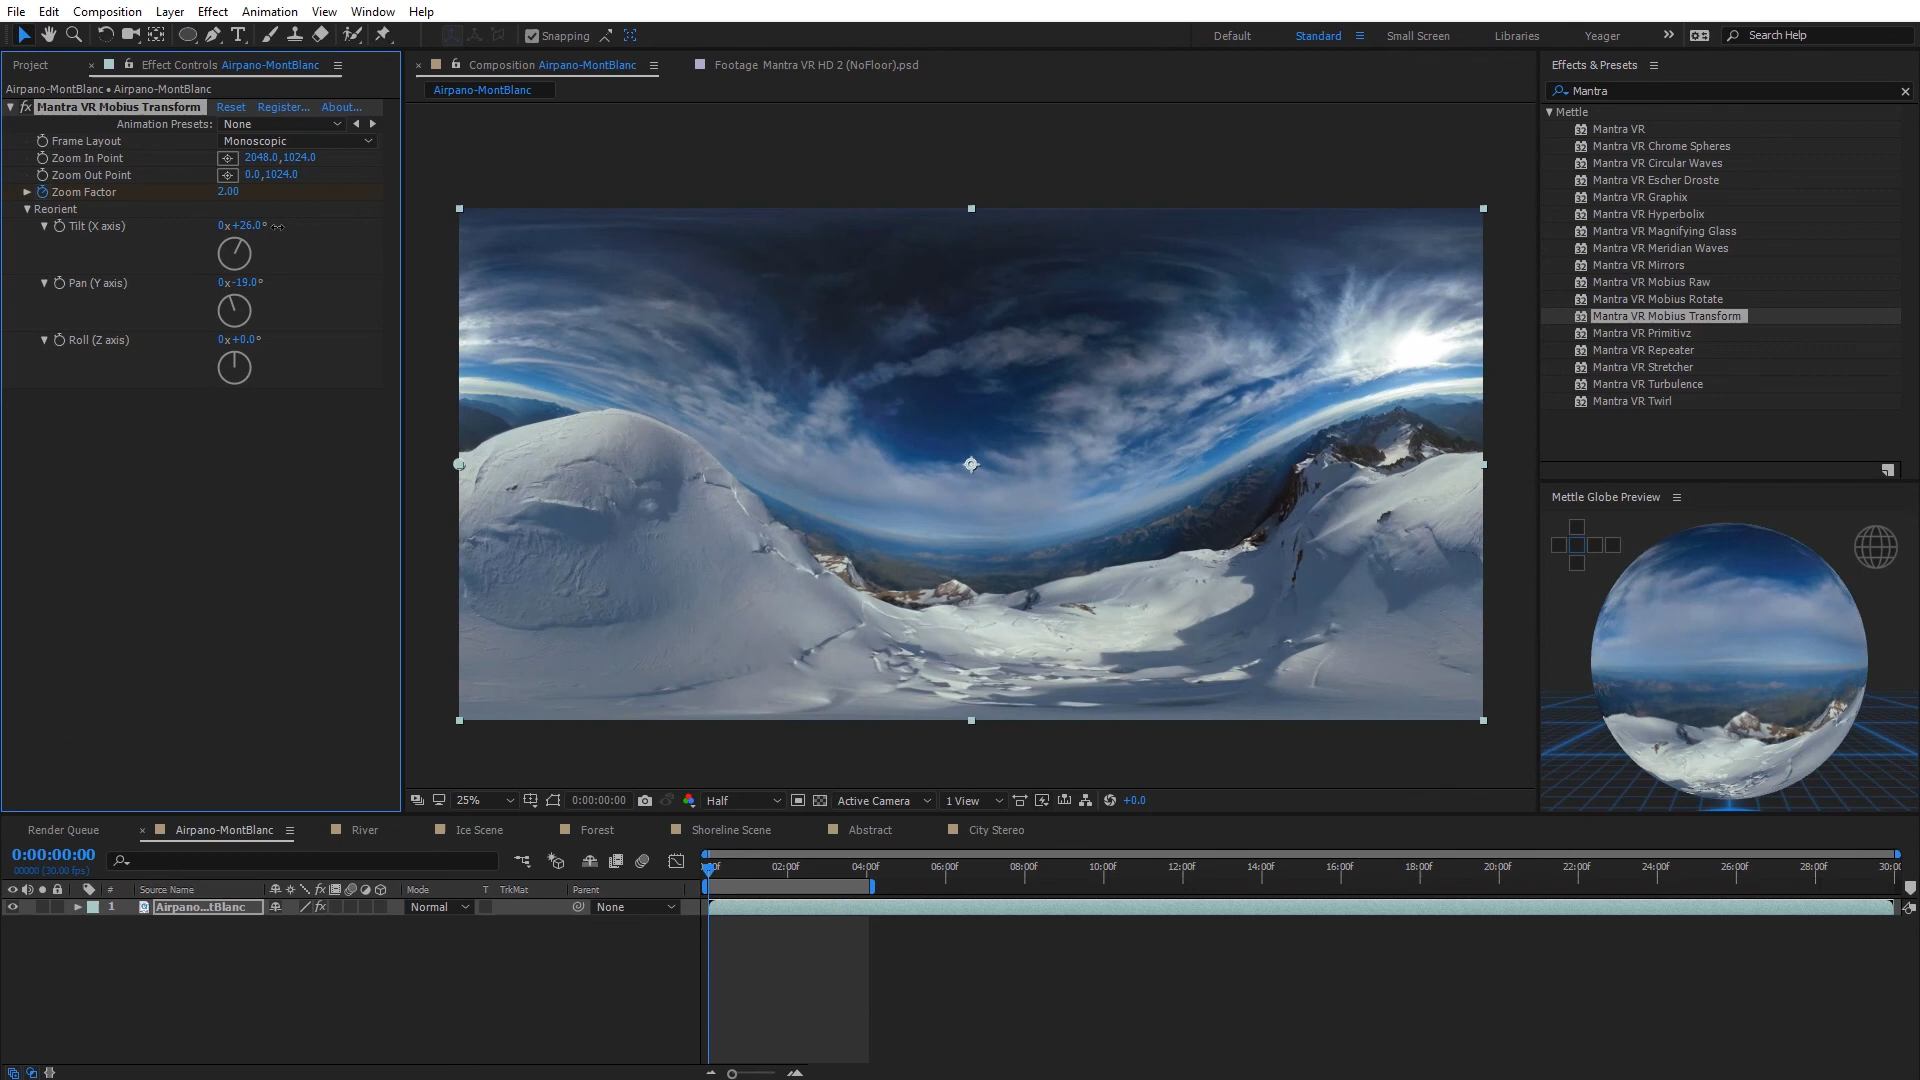 File Edit Composition Layer Effect Animation View Window Help
Snapping
Default Standard Small Screen Libraries Yeager Search Help
Project × Effect Controls Airpano-MontBlanc
Airpano-MontBlanc • Airpano-MontBlanc
fx Mantra VR Mobius Transform Reset Register... About...
Animation Presets: None
Frame Layout Monoscopic
Zoom In Point 2048.0,1024.0
Zoom Out Point 0.0,1024.0
Zoom Factor 2.00
Reorient
Tilt (X axis) 0x+26.0°
Pan (Y axis) 0x-19.0°
Roll (Z axis) 0x+0.0°
× Composition Airpano-MontBlanc Footage Mantra VR HD 2 (NoFloor).psd
Airpano-MontBlanc
25% 0:00:00:00 Half Active Camera 1 View +0.0
Effects & Presets
Mantra ×
Mettle
Mantra VR
Mantra VR Chrome Spheres
Mantra VR Circular Waves
Mantra VR Escher Droste
Mantra VR Graphix
Mantra VR Hyperbolix
Mantra VR Magnifying Glass
Mantra VR Meridian Waves
Mantra VR Mirrors
Mantra VR Mobius Raw
Mantra VR Mobius Rotate
Mantra VR Mobius Transform
Mantra VR Primitivz
Mantra VR Repeater
Mantra VR Stretcher
Mantra VR Turbulence
Mantra VR Twirl
Mettle Globe Preview
Render Queue × Airpano-MontBlanc River Ice Scene Forest Shoreline Scene Abstract City Scene
0:00:00:00
00000 (30.00 fps)
02:00f 04:00f 06:00f 08:00f 10:00f 12:00f 14:00f 16:00f 18:00f 20:00f 22:00f 24:00f 26:00f 28:00f
# Source Name fx Mode T TrkMat Parent
1 Airpano...tBlanc fx Normal None